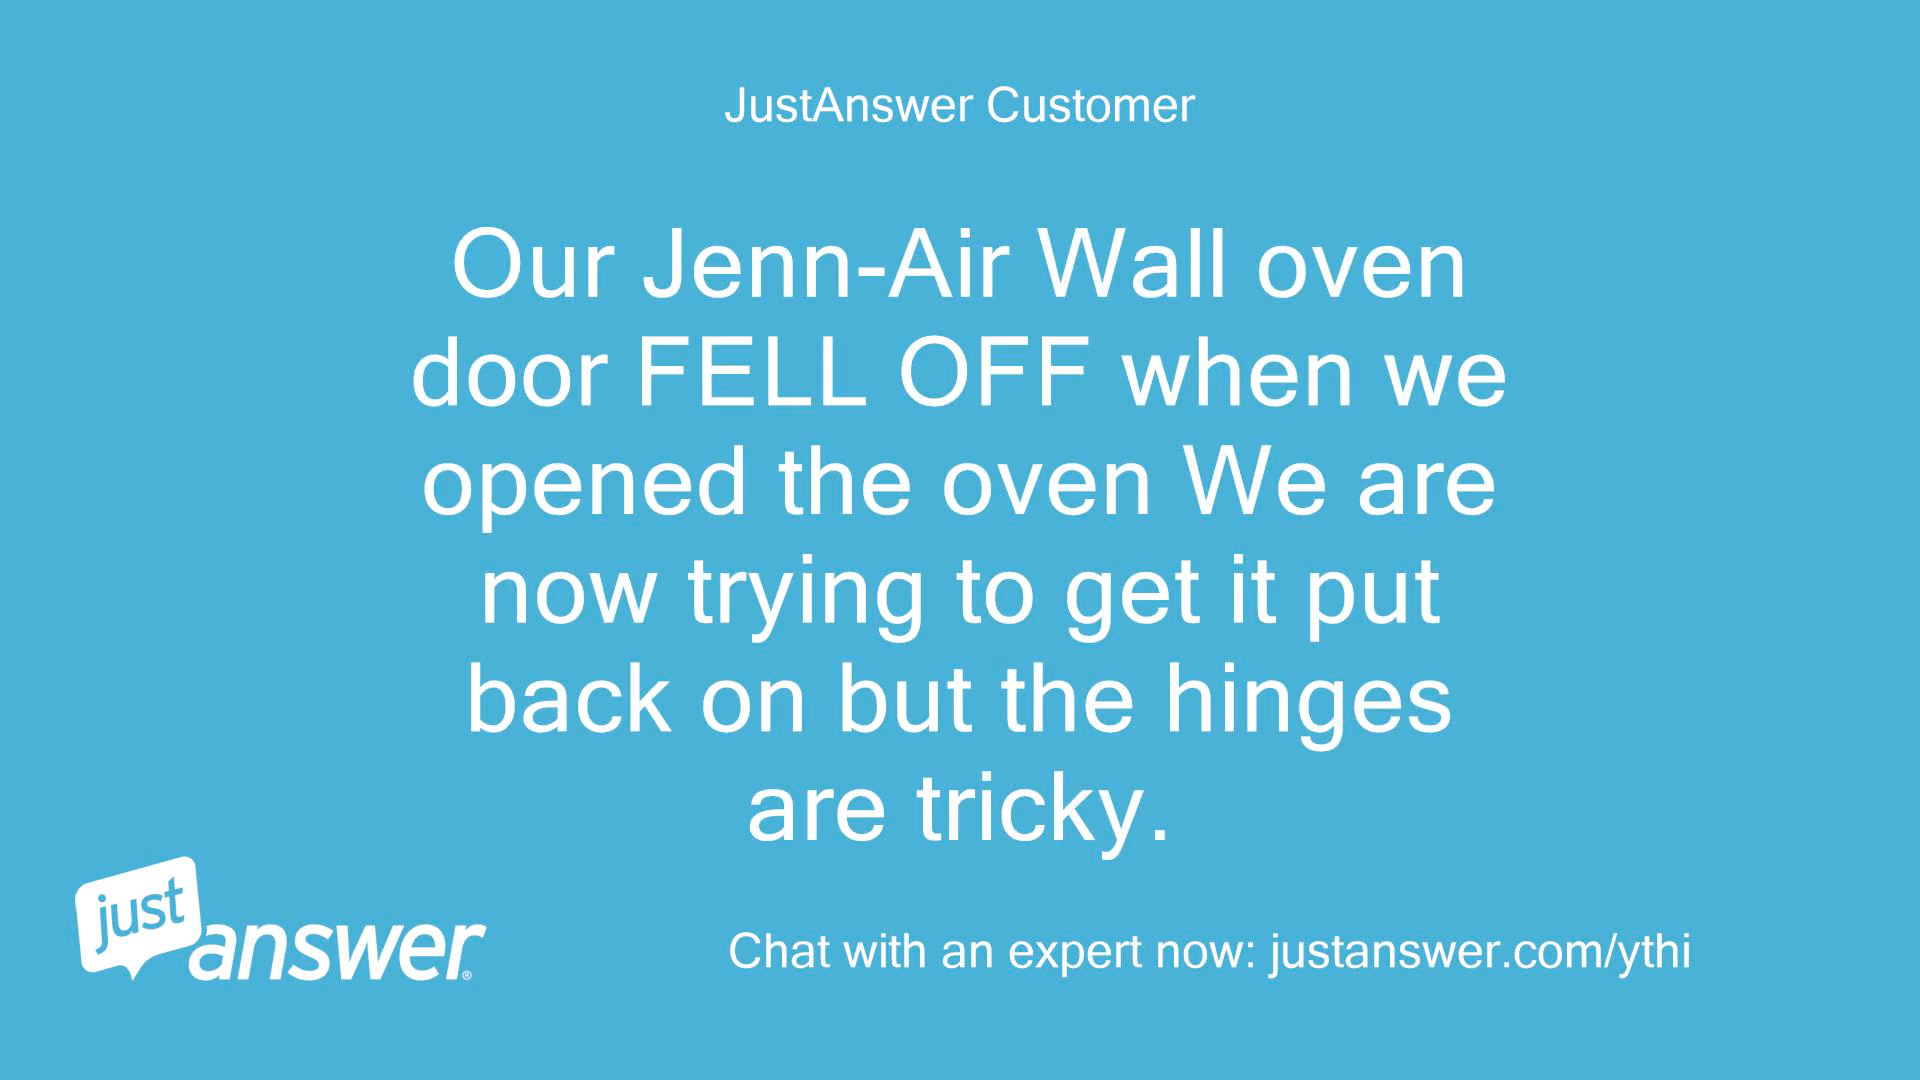 JustAnswer Customer
Our Jenn-Air Wall oven
door FELL OFF when we
opened the oven We are
now trying to get it put
back on but the hinges
are tricky.
just
answer®
Chat with an expert now: justanswer.com/ythi